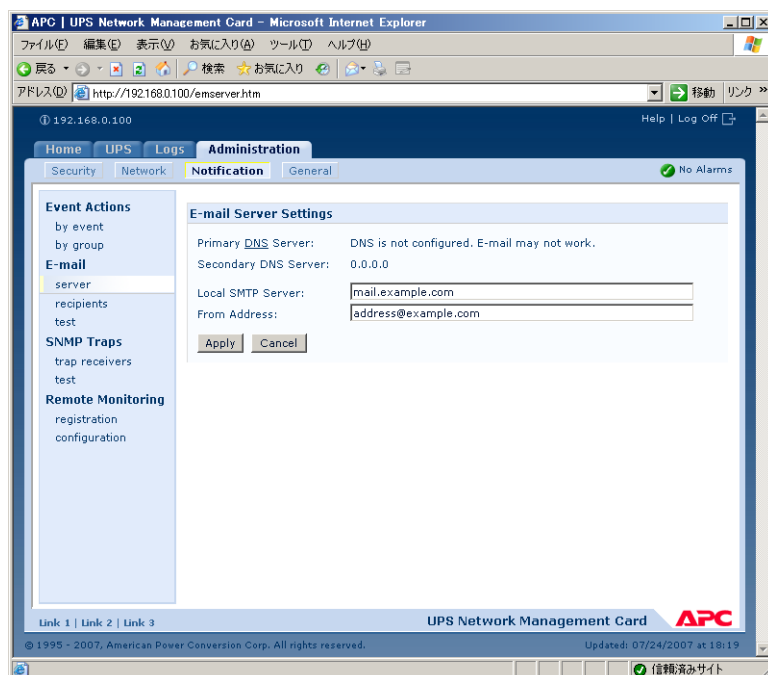 APC | UPS Network Management Card - Microsoft Internet Explorer
ファイル(F) 編集(E) 表示(V) お気に入り(A) ツール(T) ヘルプ(H)
戻る 検索 お気に入り
アドレス(D) http://192.168.0.100/emserver.htm 移動 リンク »
192.168.0.100 Help | Log Off
Home UPS Logs Administration
Security Network Notification General No Alarms
Event Actions
by event
by group
E-mail
server
recipients
test
SNMP Traps
trap receivers
test
Remote Monitoring
registration
configuration
E-mail Server Settings
Primary DNS Server: DNS is not configured. E-mail may not work.
Secondary DNS Server: 0.0.0.0
Local SMTP Server: mail.example.com
From Address: address@example.com
Apply Cancel
Link 1 | Link 2 | Link 3 UPS Network Management Card APC
© 1995 - 2007, American Power Conversion Corp. All rights reserved. Updated: 07/24/2007 at 18:19
信頼済みサイト